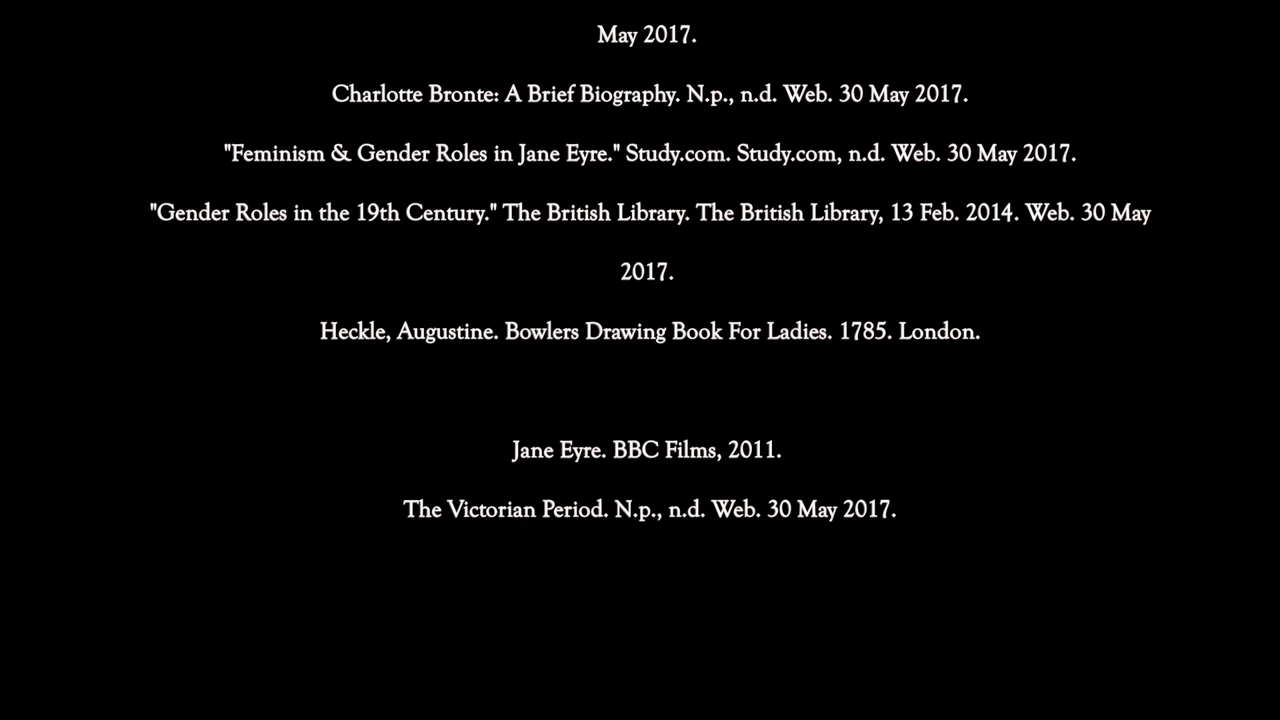 May 2017.
Charlotte Bronte: A Brief Biography. N.p., n.d. Web. 30 May 2017.
"Feminism & Gender Roles in Jane Eyre." Study.com. Study.com, n.d. Web. 30 May 2017.
"Gender Roles in the 19th Century." The British Library. The British Library, 13 Feb. 2014. Web. 30 May
2017.
Heckle, Augustine. Bowlers Drawing Book For Ladies. 1785. London.
Jane Eyre. BBC Films, 2011.
The Victorian Period. N.p., n.d. Web. 30 May 2017.